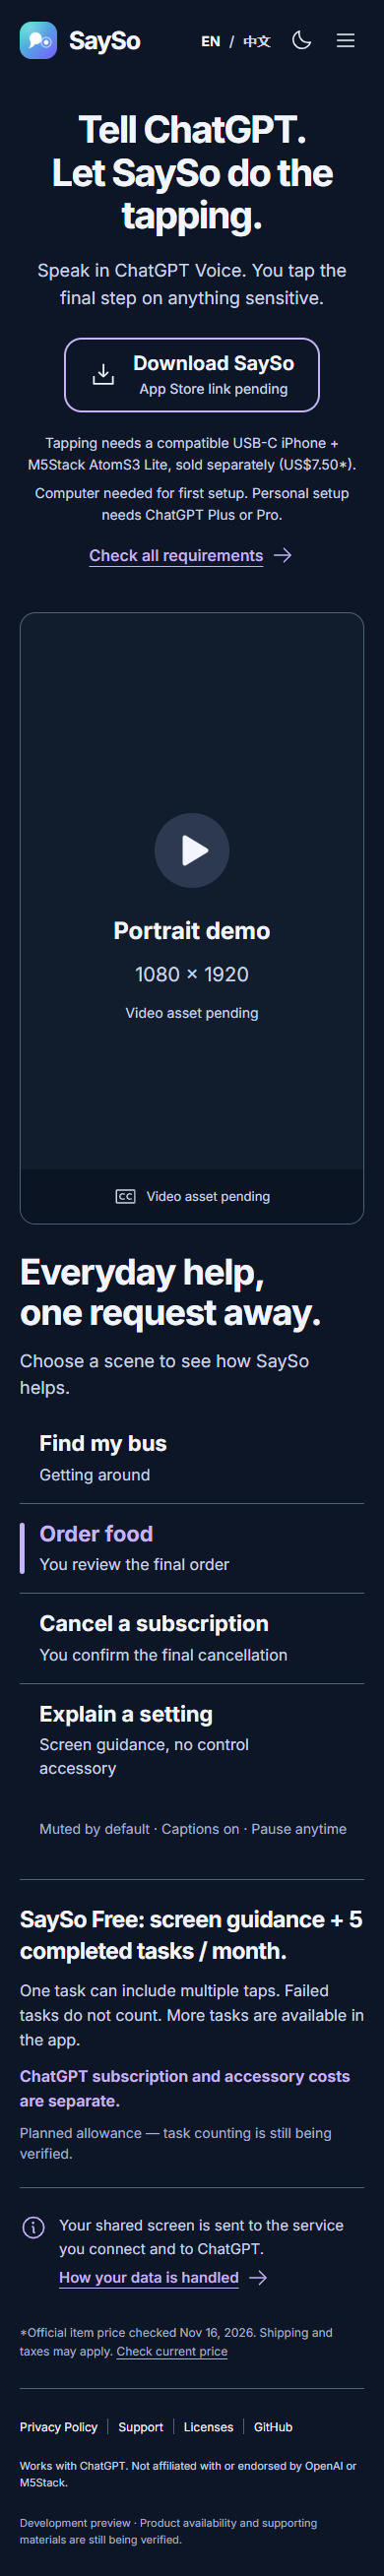 SaySo
EN / 中文
Tell ChatGPT.
Let SaySo do the
tapping.
Speak in ChatGPT Voice. You tap the
final step on anything sensitive.
Download SaySo
App Store link pending
Tapping needs a compatible USB-C iPhone +
M5Stack AtomS3 Lite, sold separately (US$7.50*).
Computer needed for first setup. Personal setup
needs ChatGPT Plus or Pro.
Check all requirements
Portrait demo
1080 × 1920
Video asset pending
CC Video asset pending
Everyday help,
one request away.
Choose a scene to see how SaySo
helps.
Find my bus
Getting around
Order food
You review the final order
Cancel a subscription
You confirm the final cancellation
Explain a setting
Screen guidance, no control
accessory
Muted by default · Captions on · Pause anytime
SaySo Free: screen guidance + 5
completed tasks / month.
One task can include multiple taps. Failed
tasks do not count. More tasks are available in
the app.
ChatGPT subscription and accessory costs
are separate.
Planned allowance — task counting is still being
verified.
Your shared screen is sent to the service
you connect and to ChatGPT.
How your data is handled
*Official item price checked Nov 16, 2026. Shipping and
taxes may apply. Check current price
Privacy Policy | Support | Licenses | GitHub
Works with ChatGPT. Not affiliated with or endorsed by OpenAI or
M5Stack.
Development preview · Product availability and supporting
materials are still being verified.